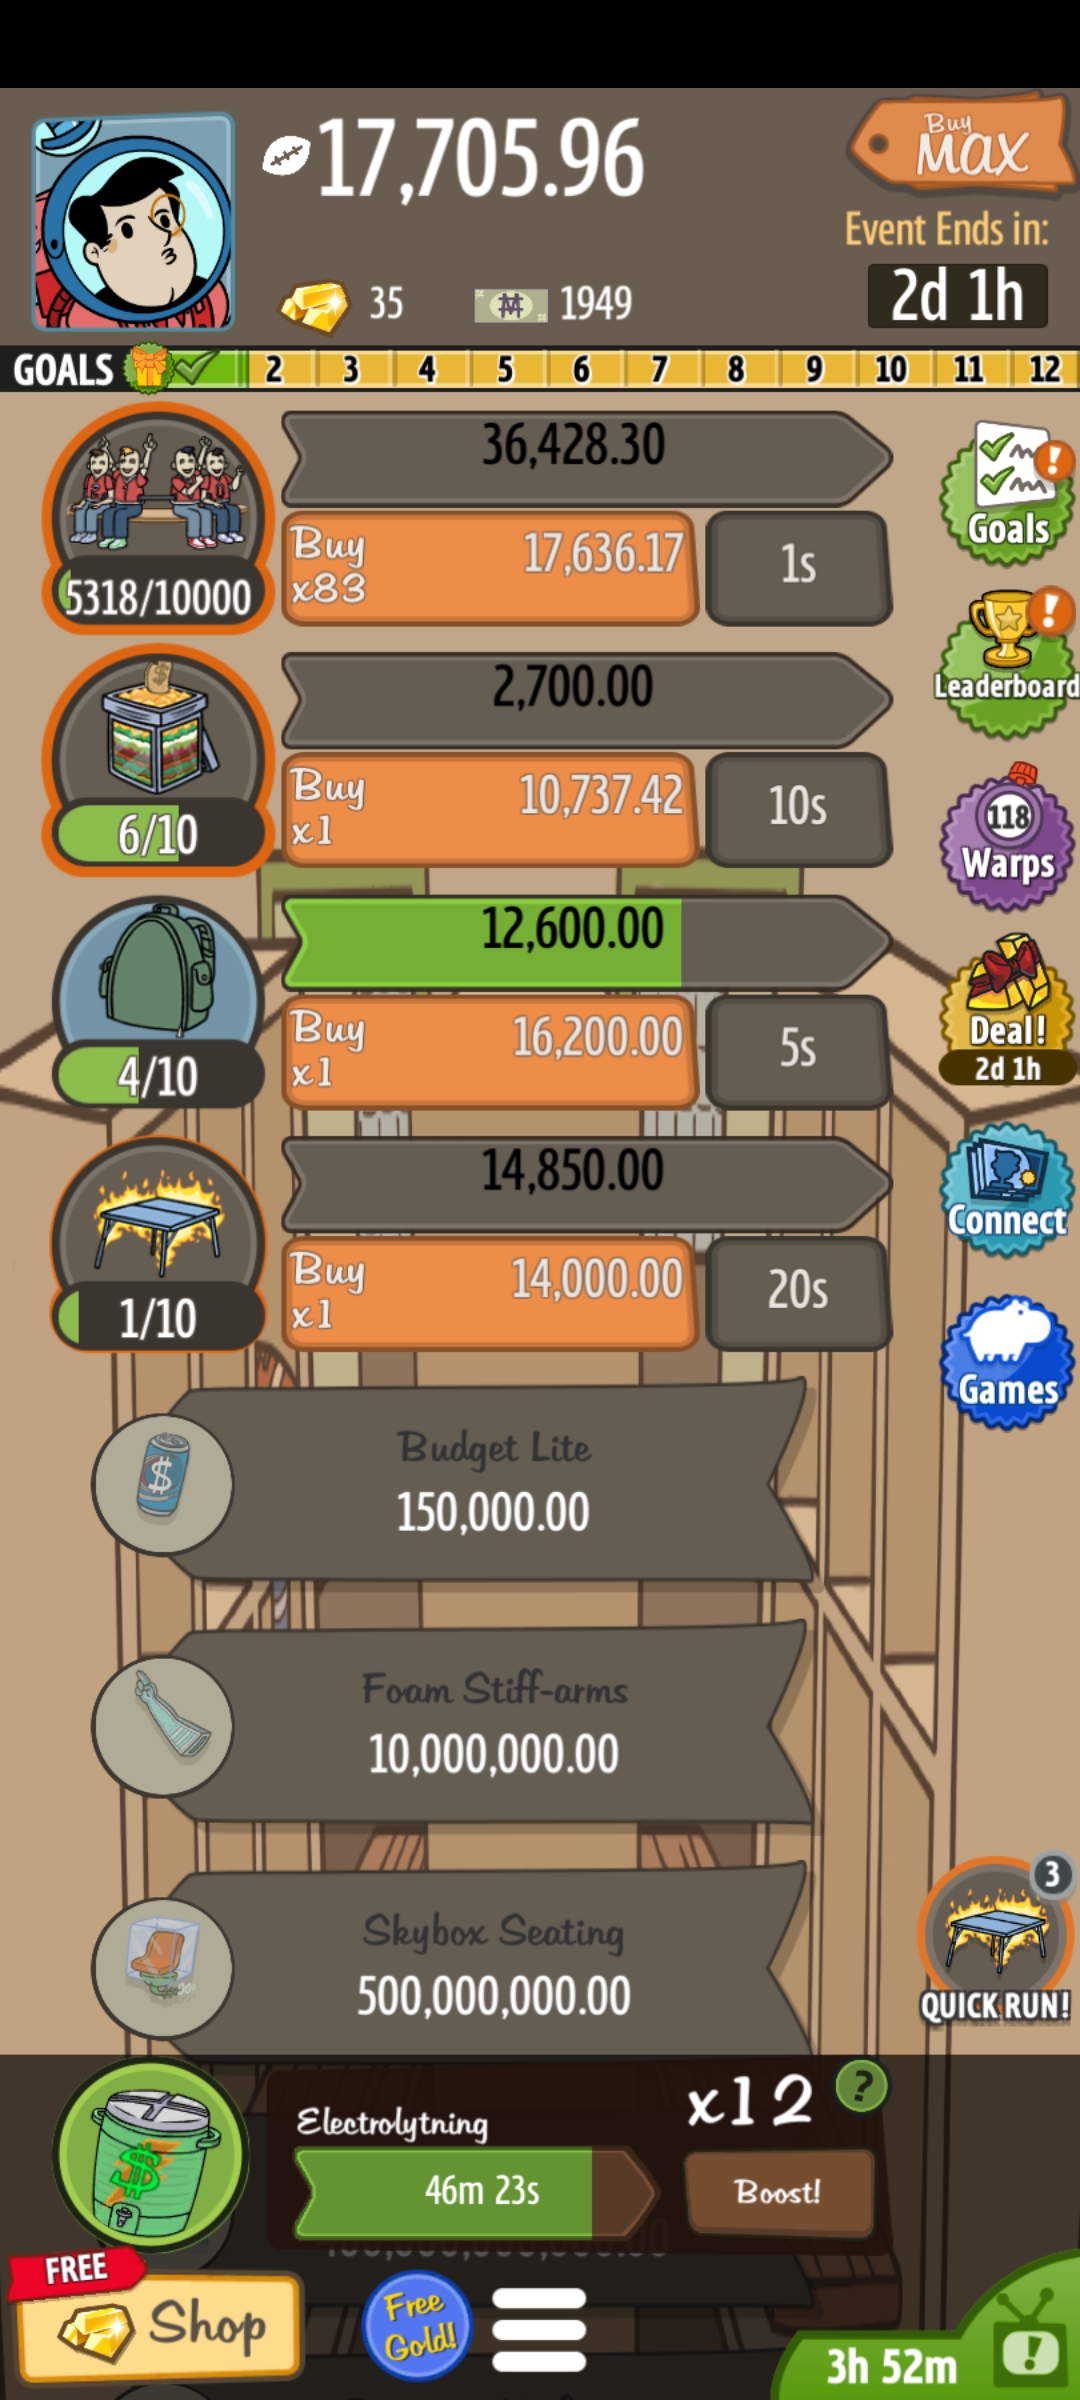 17,705.96
Buy
MAX
Event Ends in:
2d 1h
35
1949
GOALS 2 3 4 5 6 7 8 9 10 11 12
36,428.30
Buy
x83
17,636.17
1s
5318/10000
Goals
2,700.00
Buy
x1
10,737.42
10s
6/10
Leaderboard
118
Warps
12,600.00
Buy
x1
16,200.00
5s
4/10
Deal!
2d 1h
14,850.00
Buy
x1
14,000.00
20s
1/10
Connect
Games
Budget Lite
150,000.00
Foam Stiff-arms
10,000,000.00
Skybox Seating
500,000,000.00
3
QUICK RUN!
Electrolytning
46m 23s
x12
?
Boost!
FREE
Shop
Free
Gold!
3h 52m